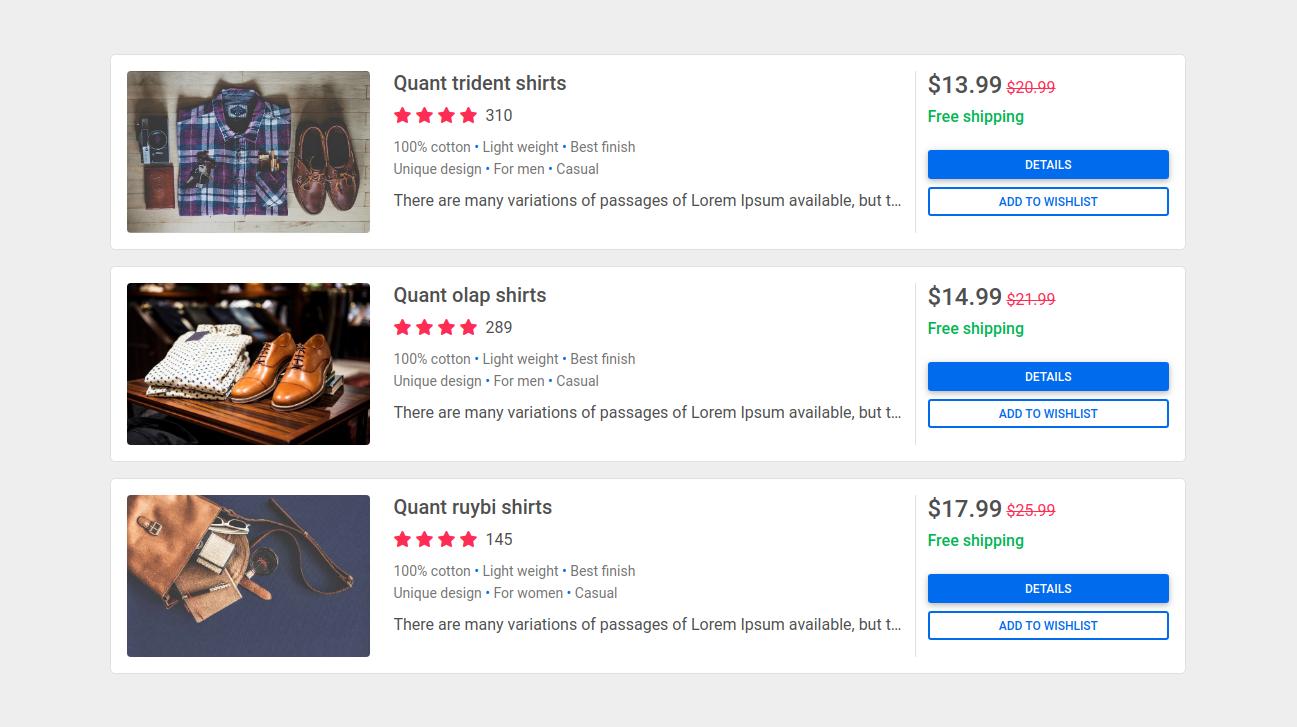 Quant trident shirts
310
100% cotton • Light weight • Best finish
Unique design • For men • Casual
There are many variations of passages of Lorem Ipsum available, but t...
$13.99 $20.99
Free shipping
DETAILS
ADD TO WISHLIST
Quant olap shirts
289
100% cotton • Light weight • Best finish
Unique design • For men • Casual
There are many variations of passages of Lorem Ipsum available, but t...
$14.99 $21.99
Free shipping
DETAILS
ADD TO WISHLIST
Quant ruybi shirts
145
100% cotton • Light weight • Best finish
Unique design • For women • Casual
There are many variations of passages of Lorem Ipsum available, but t...
$17.99 $25.99
Free shipping
DETAILS
ADD TO WISHLIST